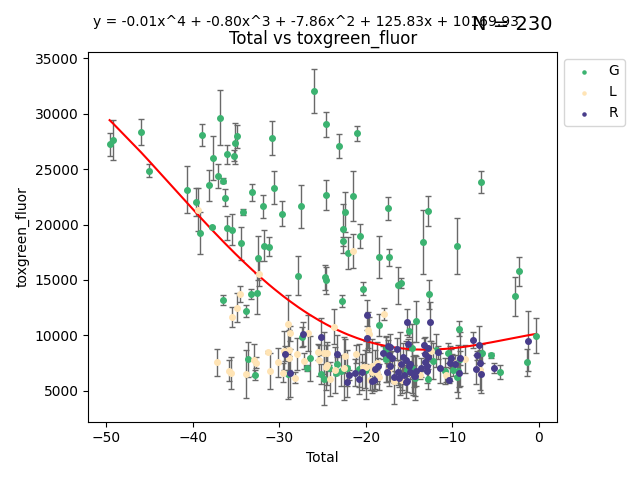 y = -0.01x^4 + -0.80x^3 + -7.86x^2 + 125.83x + 10169.93
N = 230
Total vs toxgreen_fluor
35000
30000
25000
20000
15000
10000
5000
toxgreen_fluor
−50 −40 −30 −20 −10 0
Total
G
L
R